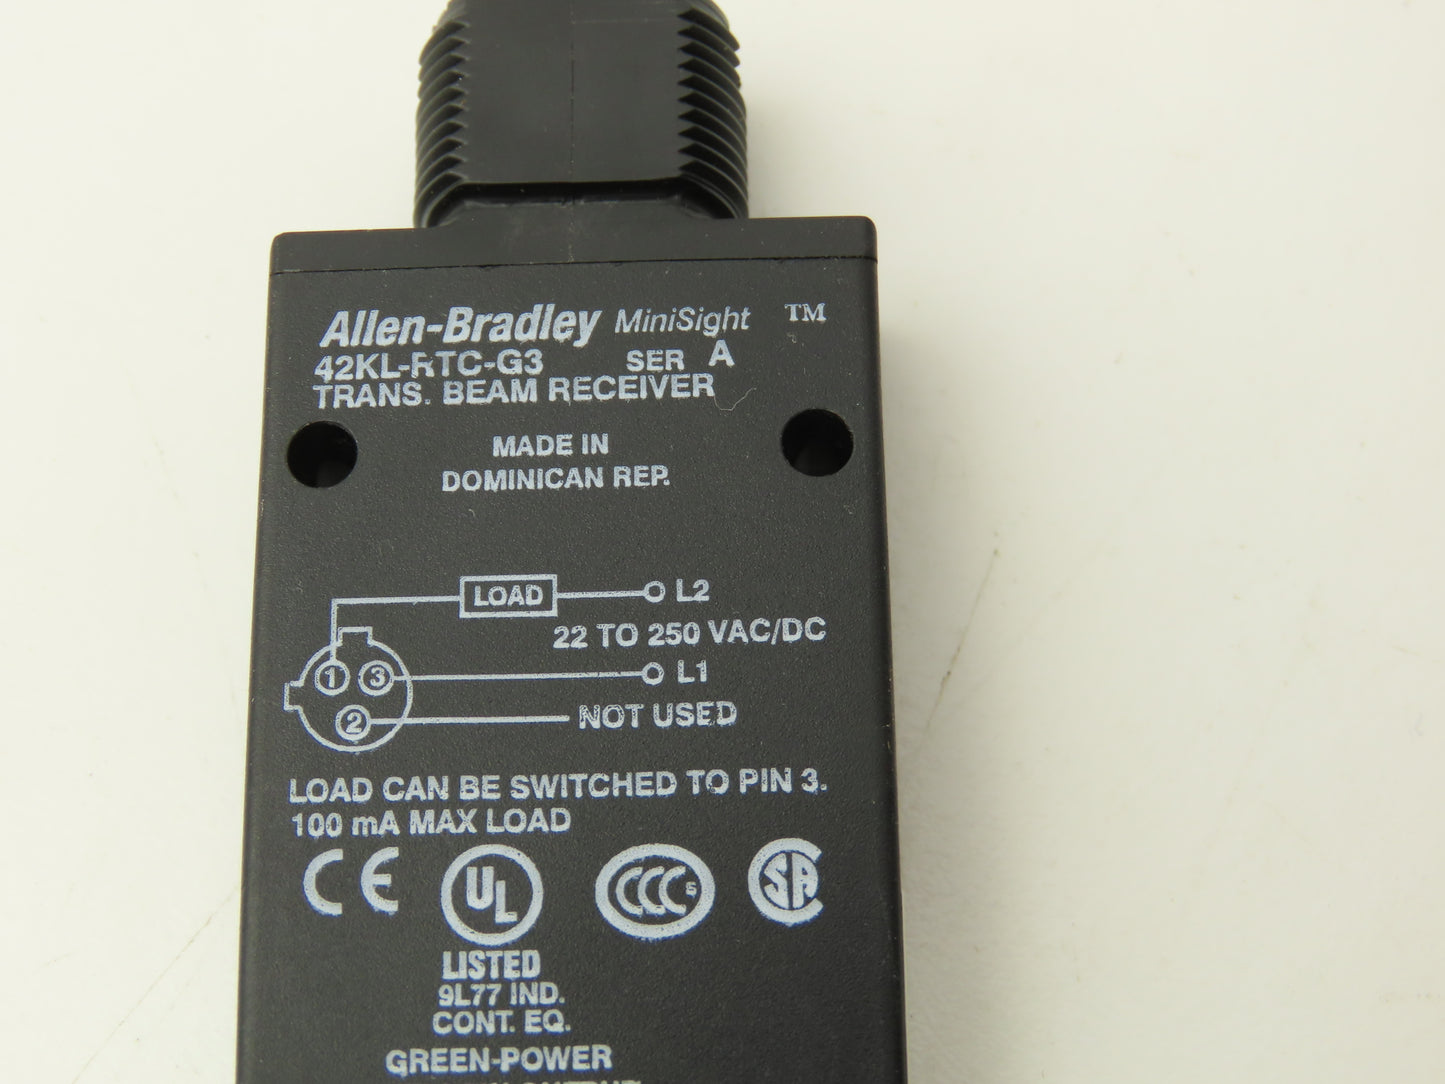 Allen-Bradley MiniSight ™
42KL-RTC-G3 SER A
TRANS. BEAM RECEIVER
MADE IN
DOMINICAN REP.
LOAD L2
22 TO 250 VAC/DC
1 3 L1
2 NOT USED
LOAD CAN BE SWITCHED TO PIN 3.
100 mA MAX LOAD
CE UL CCC S SA
LISTED
9L77 IND.
CONT. EQ.
GREEN-POWER